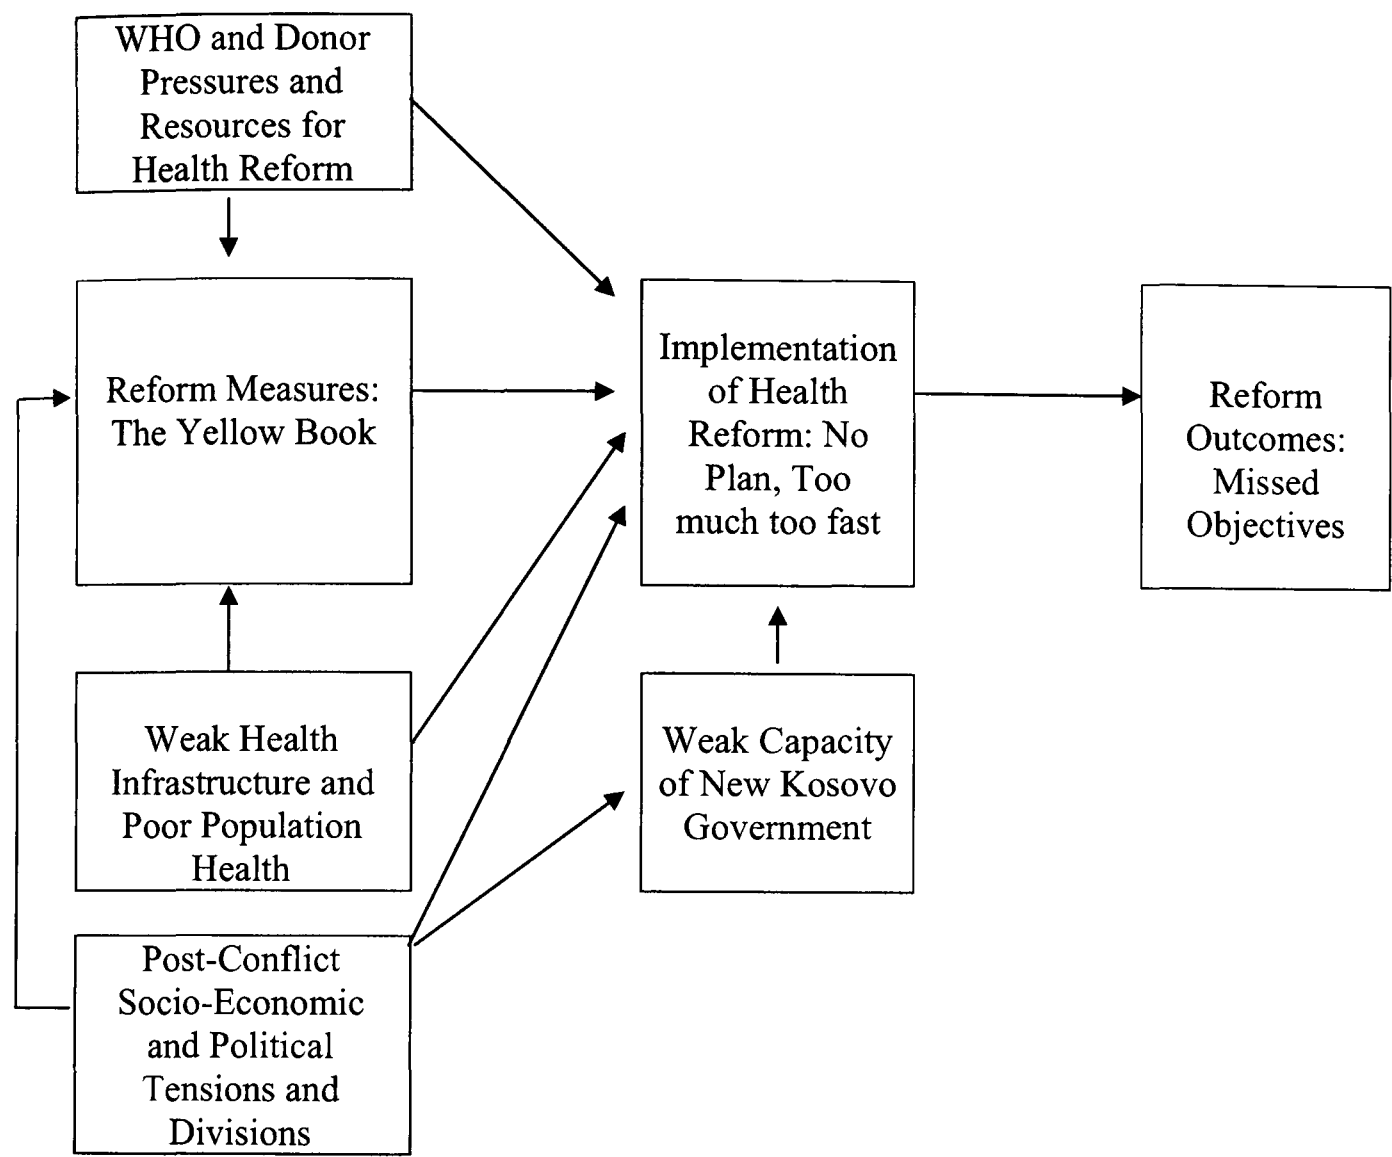 WHO and Donor
Pressures and
Resources for
Health Reform
Reform Measures:
The Yellow Book
Implementation
of Health
Reform: No
Plan, Too
much too fast
Reform
Outcomes:
Missed
Objectives
Weak Health
Infrastructure and
Poor Population
Health
Weak Capacity
of New Kosovo
Government
Post-Conflict
Socio-Economic
and Political
Tensions and
Divisions